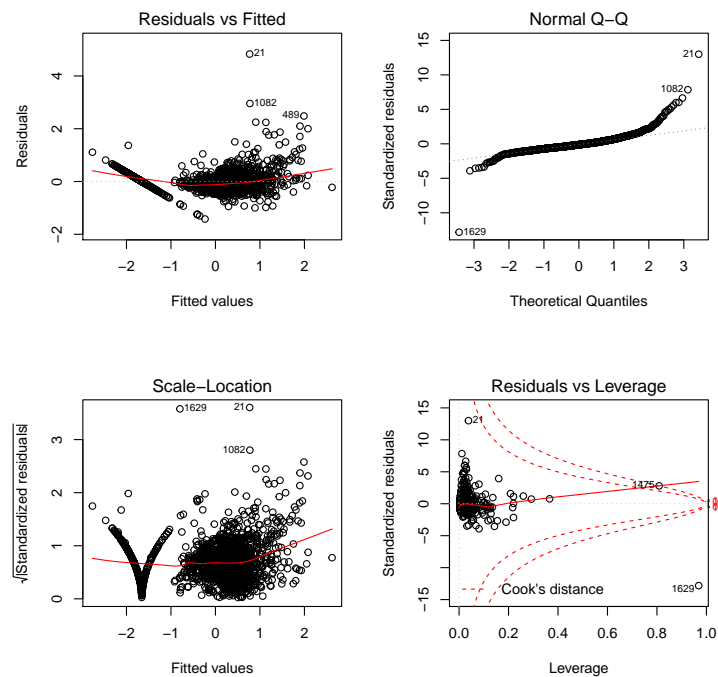 Residuals vs Fitted
Residuals
−2 0 2 4
−2 −1 0 1 2
Fitted values
21
1082
489
Normal Q−Q
Standardized residuals
−10 −5 0 5 10 15
−3 −2 −1 0 1 2 3
Theoretical Quantiles
21
1082
1629
Scale−Location
√|Standardized residuals|
0 1 2 3
−2 −1 0 1 2
Fitted values
1629
21
1082
Residuals vs Leverage
Standardized residuals
−15 −5 0 5 10 15
0.0 0.2 0.4 0.6 0.8 1.0
Leverage
21
1475
Cook's distance
1629